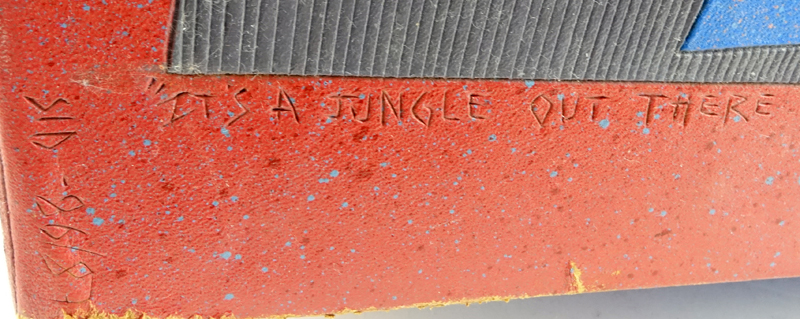 "IT'S A JUNGLE OUT THERE